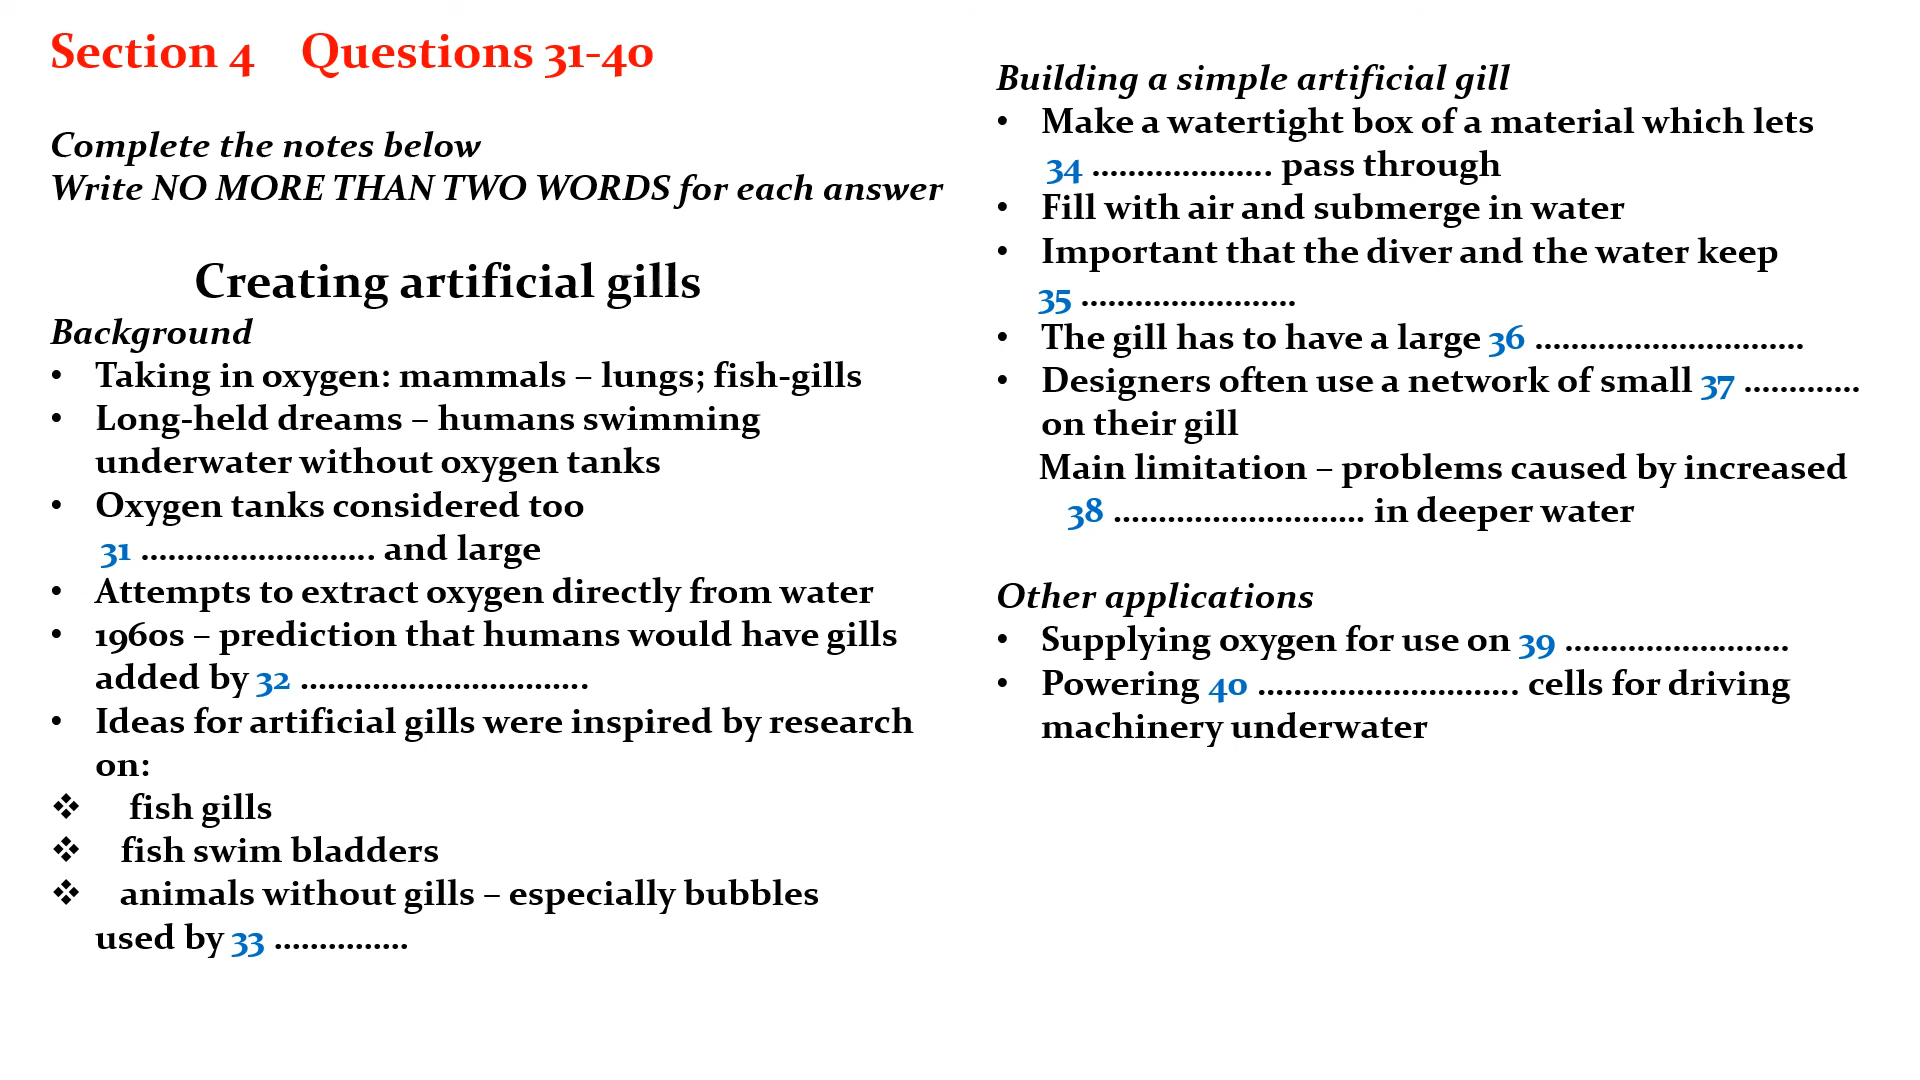 Section 4 Questions 31-40
Complete the notes below
Write NO MORE THAN TWO WORDS for each answer
Creating artificial gills
Background
• Taking in oxygen: mammals – lungs; fish-gills
• Long-held dreams – humans swimming
underwater without oxygen tanks
• Oxygen tanks considered too
31 .......................... and large
• Attempts to extract oxygen directly from water
• 1960s – prediction that humans would have gills
added by 32 ................................
• Ideas for artificial gills were inspired by research
on:
❖ fish gills
❖ fish swim bladders
❖ animals without gills – especially bubbles
used by 33 ...............
Building a simple artificial gill
• Make a watertight box of a material which lets
34 .................... pass through
• Fill with air and submerge in water
• Important that the diver and the water keep
35 ........................
• The gill has to have a large 36 ..............................
• Designers often use a network of small 37 .............
on their gill
Main limitation – problems caused by increased
38 ............................ in deeper water
Other applications
• Supplying oxygen for use on 39 .........................
• Powering 40 ............................. cells for driving
machinery underwater